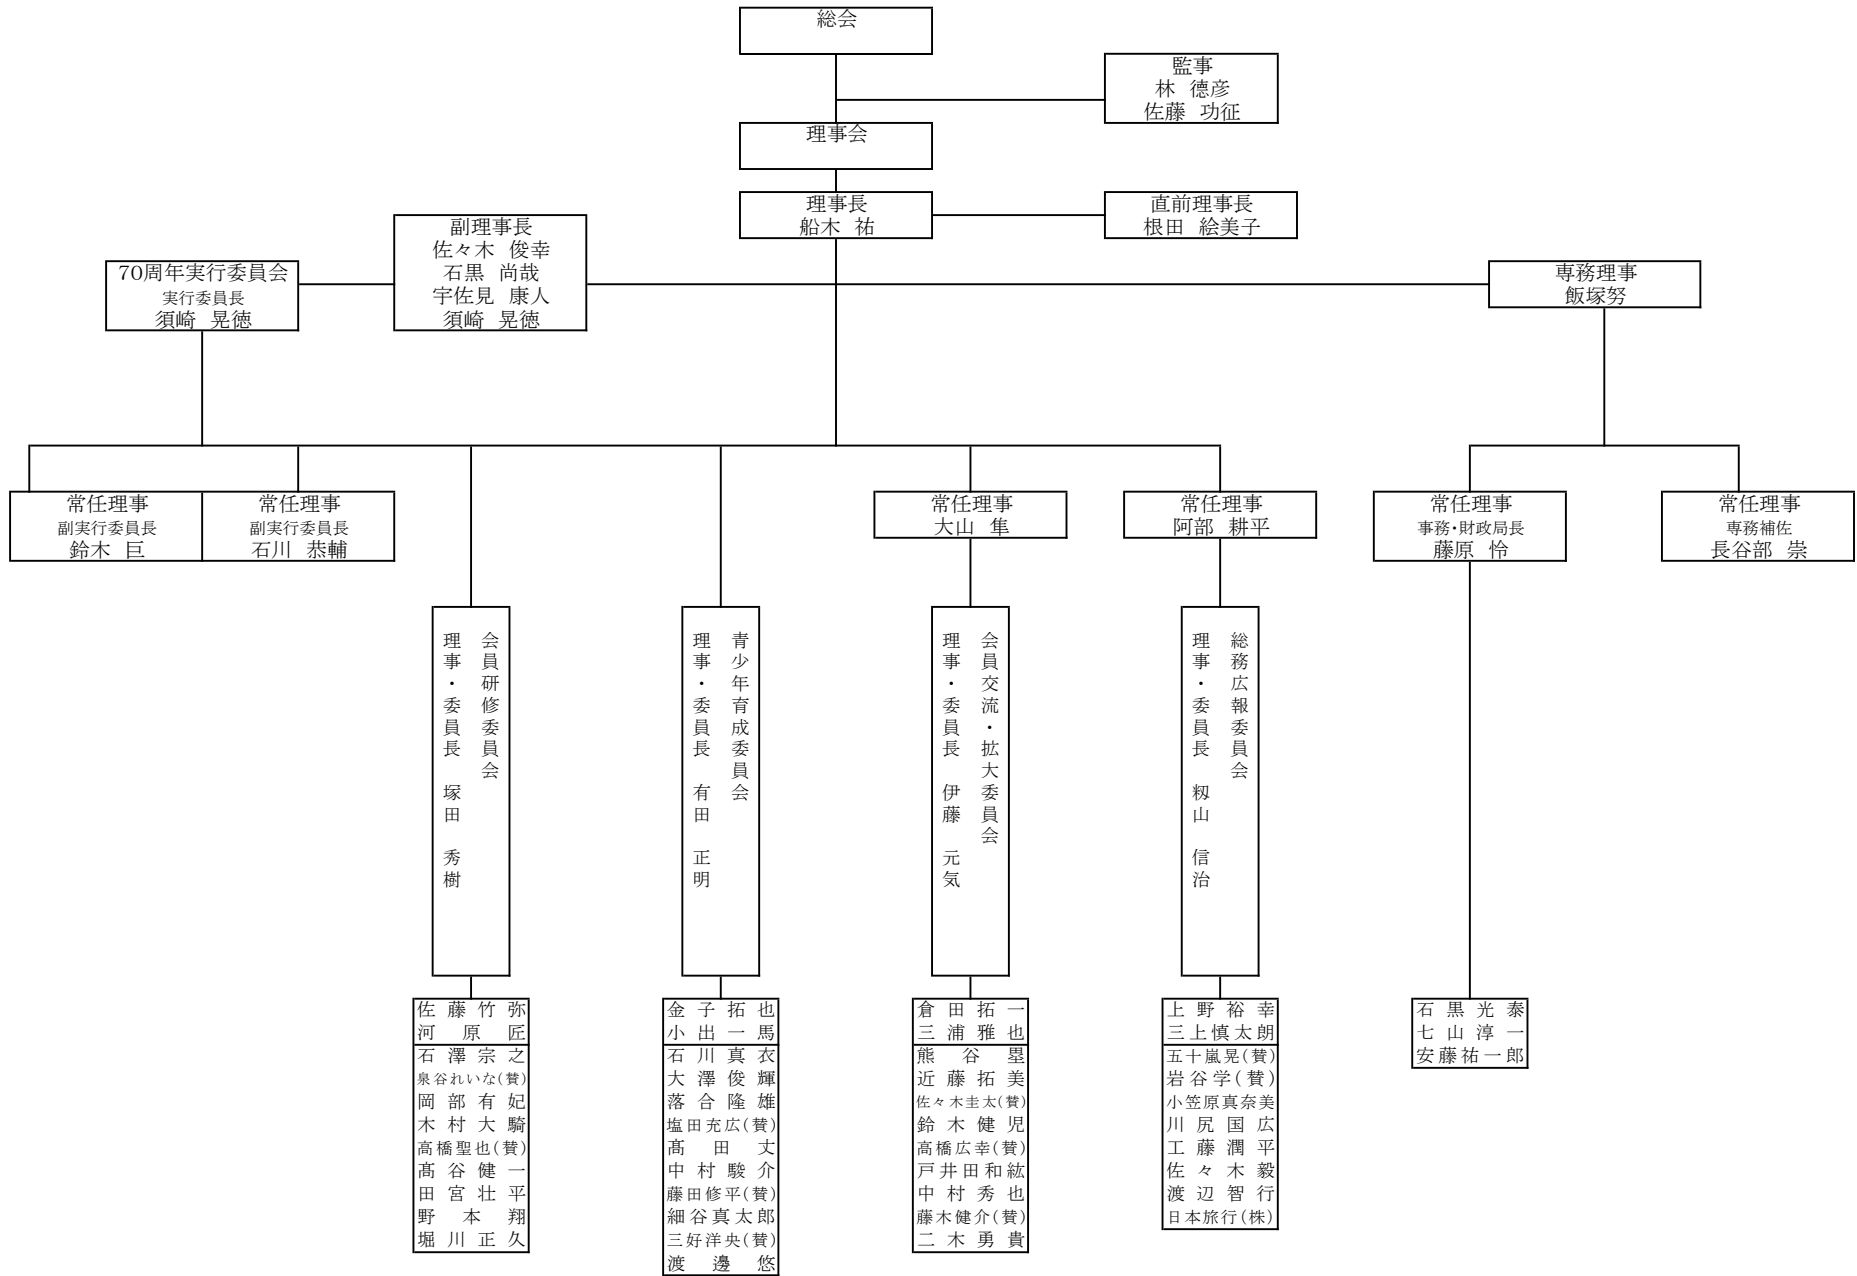 総会
監事
林 德彦
佐藤 功征
理事会
理事長
船木 祐
直前理事長
根田 絵美子
副理事長
佐々木 俊幸
石黒 尚哉
宇佐見 康人
須崎 晃徳
70周年実行委員会
実行委員長
須崎 晃徳
専務理事
飯塚努
常任理事
副実行委員長
鈴木 巨
常任理事
副実行委員長
石川 恭輔
常任理事
大山 隼
常任理事
阿部 耕平
常任理事
事務・財政局長
藤原 怜
常任理事
専務補佐
長谷部 崇
会員研修委員会
理事・委員長 塚田 秀樹
青少年育成委員会
理事・委員長 有田 正明
会員交流・拡大委員会
理事・委員長 伊藤 元気
総務広報委員会
理事・委員長 籾山 信治
佐藤竹弥
河原匠
石澤宗之
泉谷れいな(賛)
岡部有妃
木村大騎
高橋聖也(賛)
髙谷健一
田宮壮平
野本翔
堀川正久
金子拓也
小出一馬
石川真衣
大澤俊輝
落合隆雄
塩田充広(賛)
髙田丈
中村駿介
藤田修平(賛)
細谷真太郎
三好洋央(賛)
渡邊悠
倉田拓一
三浦雅也
熊谷塁
近藤拓美
佐々木圭太(賛)
鈴木健児
高橋広幸(賛)
戸井田和紘
中村秀也
藤木健介(賛)
二木勇貴
上野裕幸
三上慎太朗
五十嵐晃(賛)
岩谷学(賛)
小笠原真奈美
川尻国広
工藤潤平
佐々木毅
渡辺智行
日本旅行(株)
石黒光泰
七山淳一
安藤祐一郎